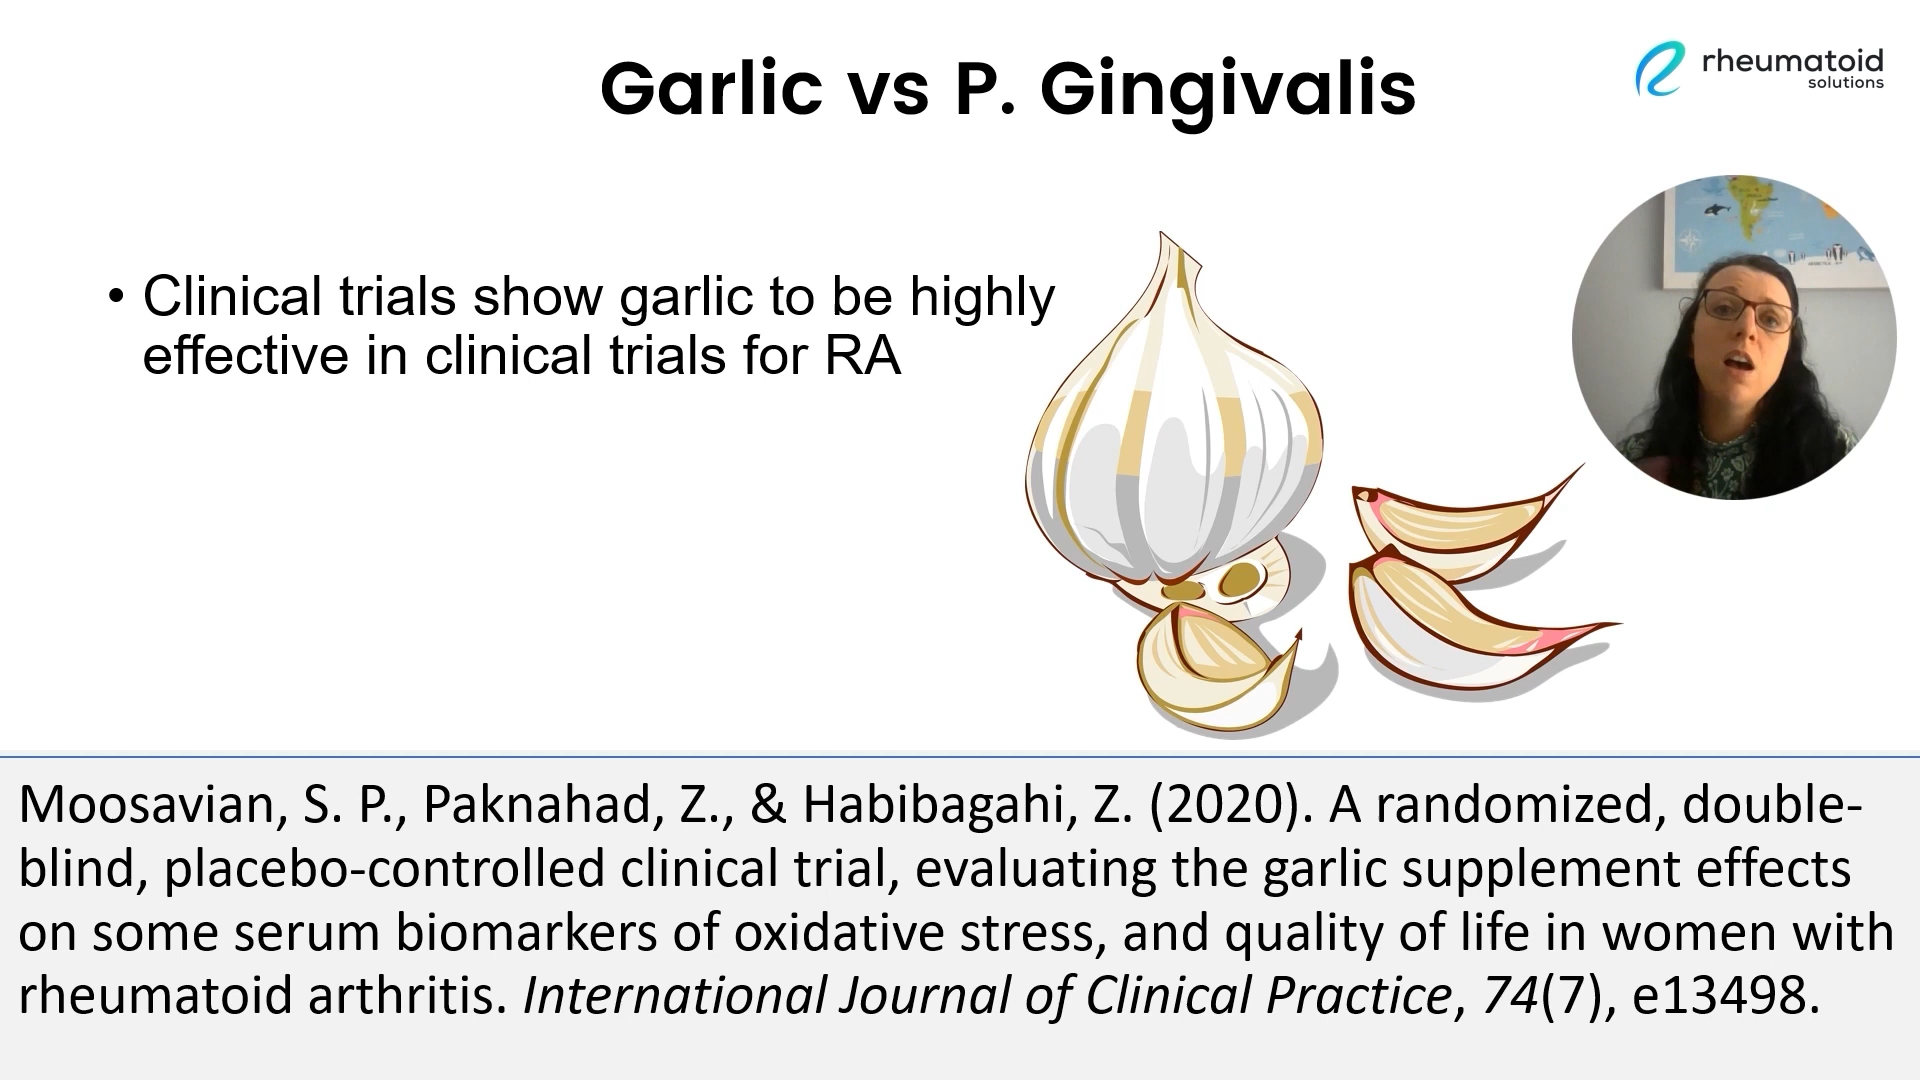 Garlic vs P. Gingivalis
rheumatoid
solutions
• Clinical trials show garlic to be highly
effective in clinical trials for RA
Moosavian, S. P., Paknahad, Z., & Habibagahi, Z. (2020). A randomized, double-
blind, placebo-controlled clinical trial, evaluating the garlic supplement effects
on some serum biomarkers of oxidative stress, and quality of life in women with
rheumatoid arthritis. International Journal of Clinical Practice, 74(7), e13498.